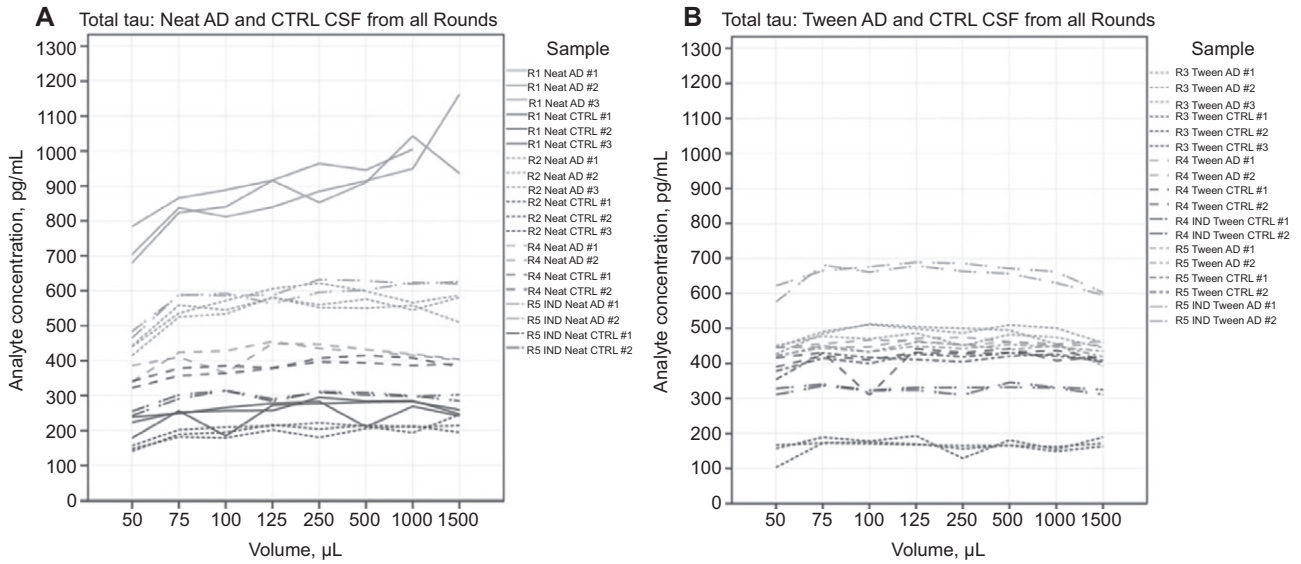 A Total tau: Neat AD and CTRL CSF from all Rounds
1300
1200
1100
1000
900
800
700
600
500
400
300
200
100
0
Analyte concentration, pg/mL
50 75 100 125 250 500 1000 1500
Volume, µL
Sample
R1 Neat AD #1
R1 Neat AD #2
R1 Neat AD #3
R1 Neat CTRL #1
R1 Neat CTRL #2
R1 Neat CTRL #3
R2 Neat AD #1
R2 Neat AD #2
R2 Neat AD #3
R2 Neat CTRL #1
R2 Neat CTRL #2
R2 Neat CTRL #3
R4 Neat AD #1
R4 Neat AD #2
R4 Neat CTRL #1
R4 Neat CTRL #2
R5 IND Neat AD #1
R5 IND Neat AD #2
R5 IND Neat CTRL #1
R5 IND Neat CTRL #2
B Total tau: Tween AD and CTRL CSF from all Rounds
1300
1200
1100
1000
900
800
700
600
500
400
300
200
100
0
Analyte concentration, pg/mL
50 75 100 125 250 500 1000 1500
Volume, µL
Sample
R3 Tween AD #1
R3 Tween AD #2
R3 Tween AD #3
R3 Tween CTRL #1
R3 Tween CTRL #2
R3 Tween CTRL #3
R4 Tween AD #1
R4 Tween AD #2
R4 Tween CTRL #1
R4 Tween CTRL #2
R4 IND Tween CTRL #1
R4 IND Tween CTRL #2
R5 Tween AD #1
R5 Tween AD #2
R5 Tween CTRL #1
R5 Tween CTRL #2
R5 IND Tween AD #1
R5 IND Tween AD #2